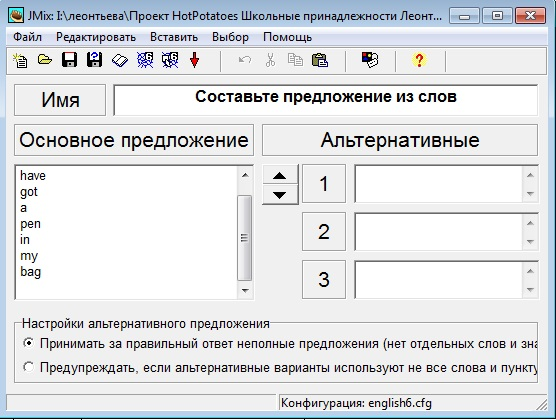 JMix: I:\леонтьева\Проект HotPotatoes Школьные принадлежности Леонт...
Файл Редактировать Вставить Выбор Помощь
Имя
Составьте предложение из слов
Основное предложение
Альтернативные
have
got
a
pen
in
my
bag
1
2
3
Настройки альтернативного предложения
Принимать за правильный ответ неполные предложения (нет отдельных слов и зна
Предупреждать, если альтернативные варианты используют не все слова и пункту
Конфигурация: english6.cfg